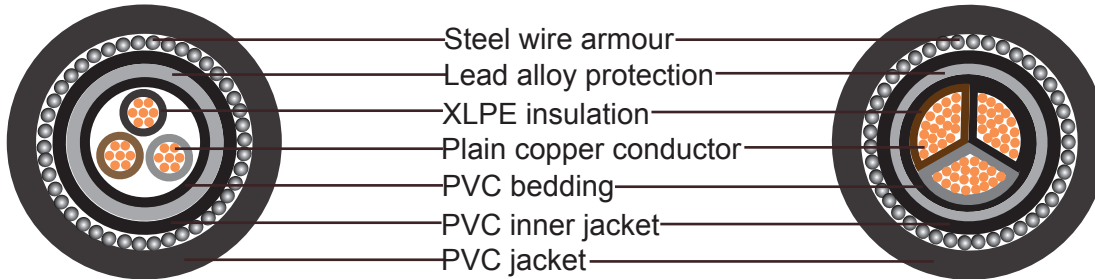 Steel wire armour
Lead alloy protection
XLPE insulation
Plain copper conductor
PVC bedding
PVC inner jacket
PVC jacket